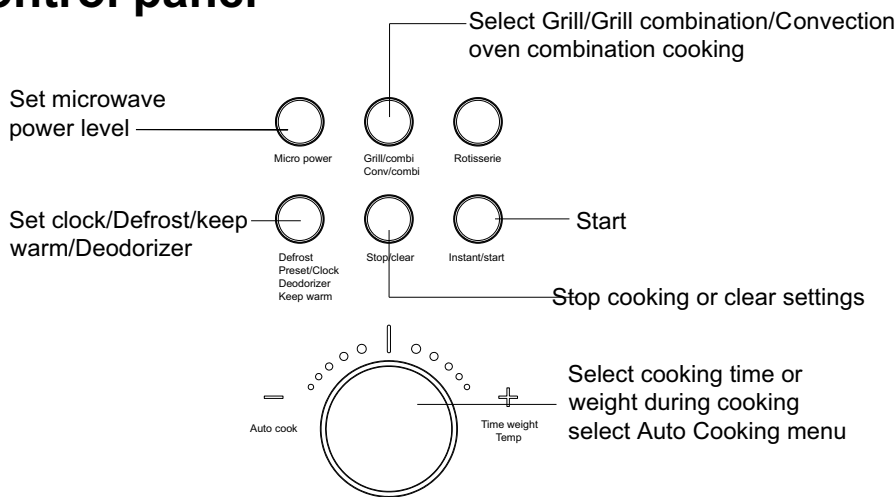 Select Grill/Grill combination/Convection
oven combination cooking
Set microwave
power level
Micro power
Grill/combi
Conv/combi
Rotisserie
Set clock/Defrost/keep
warm/Deodorizer
Start
Defrost
Preset/Clock
Deodorizer
Keep warm
Stop/clear
Instant/start
Stop cooking or clear settings
Select cooking time or
weight during cooking
select Auto Cooking menu
Auto cook
Time weight
Temp